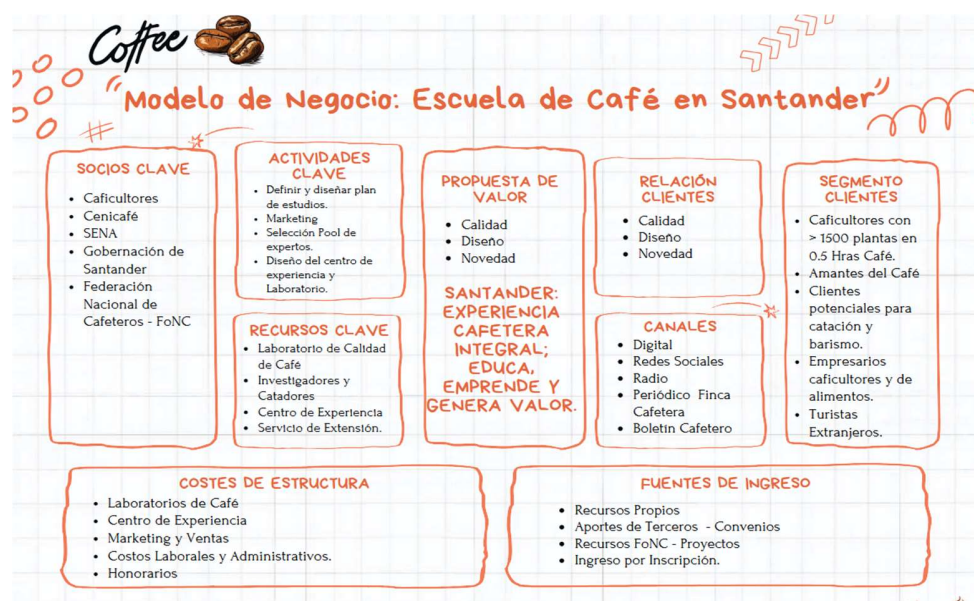 Coffee
"Modelo de Negocio: Escuela de Café en Santander"
SOCIOS CLAVE
• Caficultores
• Cenicafé
• SENA
• Gobernación de
Santander
• Federación
Nacional de
Cafeteros - FoNC
ACTIVIDADES
CLAVE
• Definir y diseñar plan
de estudios.
• Marketing
• Selección Pool de
expertos.
• Diseño del centro de
experiencia y
Laboratorio.
RECURSOS CLAVE
• Laboratorio de Calidad
de Café
• Investigadores y
Catadores
• Centro de Experiencia
• Servicio de Extensión.
PROPUESTA DE
VALOR
• Calidad
• Diseño
• Novedad
SANTANDER:
EXPERIENCIA
CAFETERA
INTEGRAL;
EDUCA,
EMPRENDE Y
GENERA VALOR.
RELACIÓN
CLIENTES
• Calidad
• Diseño
• Novedad
CANALES
• Digital
• Redes Sociales
• Radio
• Periódico Finca
Cafetera
• Boletin Cafetero
SEGMENTO
CLIENTES
• Caficultores con
> 1500 plantas en
0.5 Hras Café.
• Amantes del Café
• Clientes
potenciales para
catación y
barismo.
• Empresarios
caficultores y de
alimentos.
• Turistas
Extranjeros.
COSTES DE ESTRUCTURA
• Laboratorios de Café
• Centro de Experiencia
• Marketing y Ventas
• Costos Laborales y Administrativos.
• Honorarios
FUENTES DE INGRESO
• Recursos Propios
• Aportes de Terceros - Convenios
• Recursos FoNC - Proyectos
• Ingreso por Inscripción.